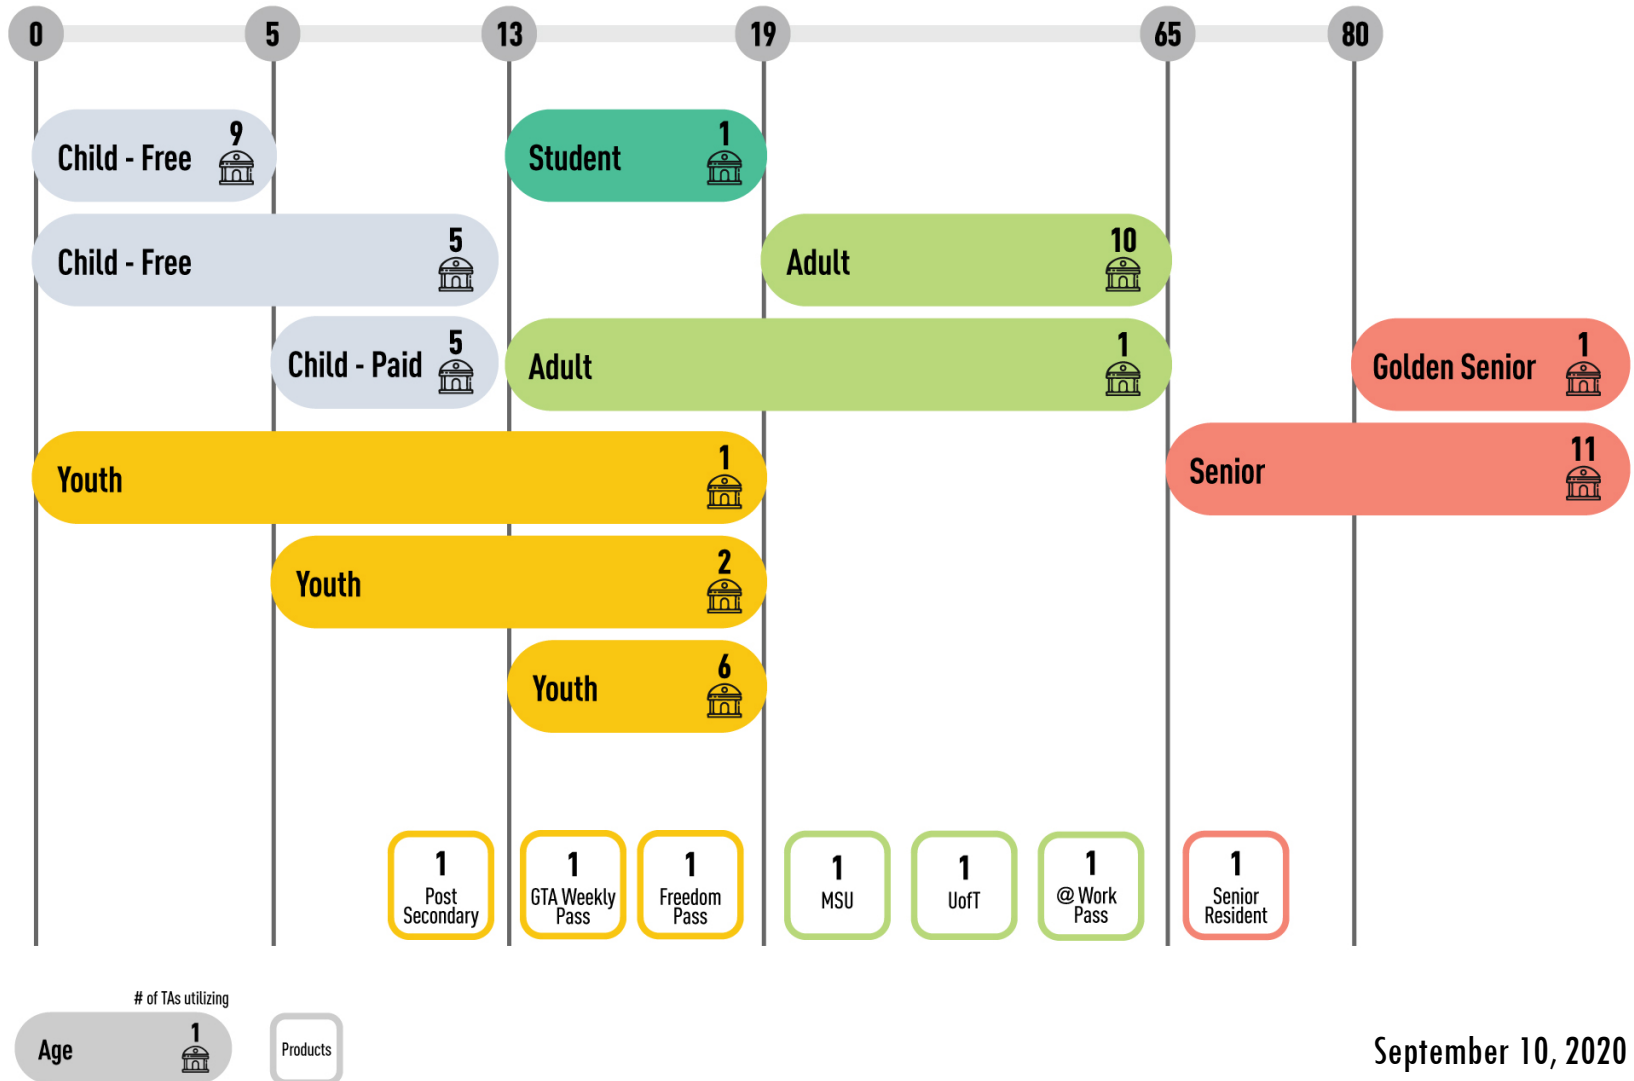 0 5 13 19 65 80
Child - Free 9
Student 1
Child - Free 5
Adult 10
Child - Paid 5
Adult 1
Golden Senior 1
Youth 1
Senior 11
Youth 2
Youth 6
1
Post
Secondary
1
GTA Weekly
Pass
1
Freedom
Pass
1
MSU
1
UofT
1
@ Work
Pass
1
Senior
Resident
# of TAs utilizing
Age 1
Products
September 10, 2020